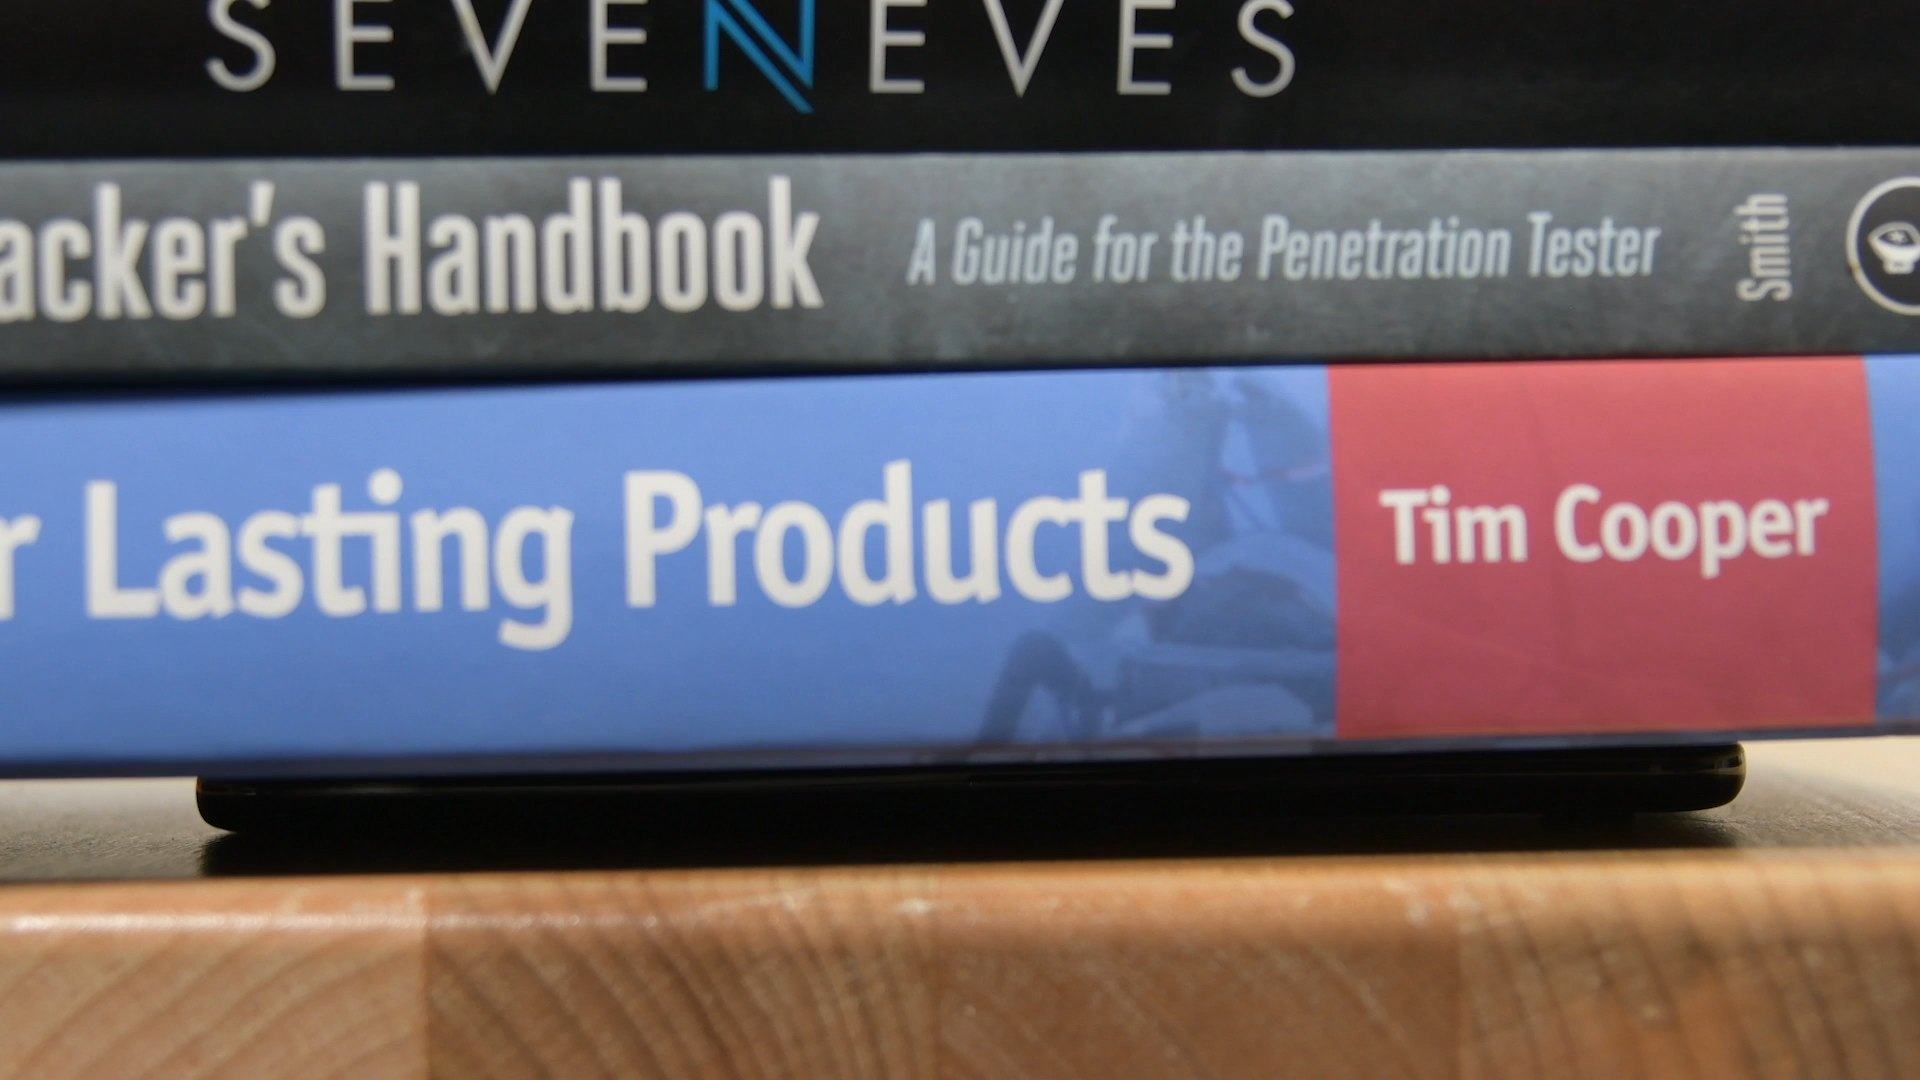 SEVENEVES
acker's Handbook A Guide for the Penetration Tester Smith
r Lasting Products Tim Cooper